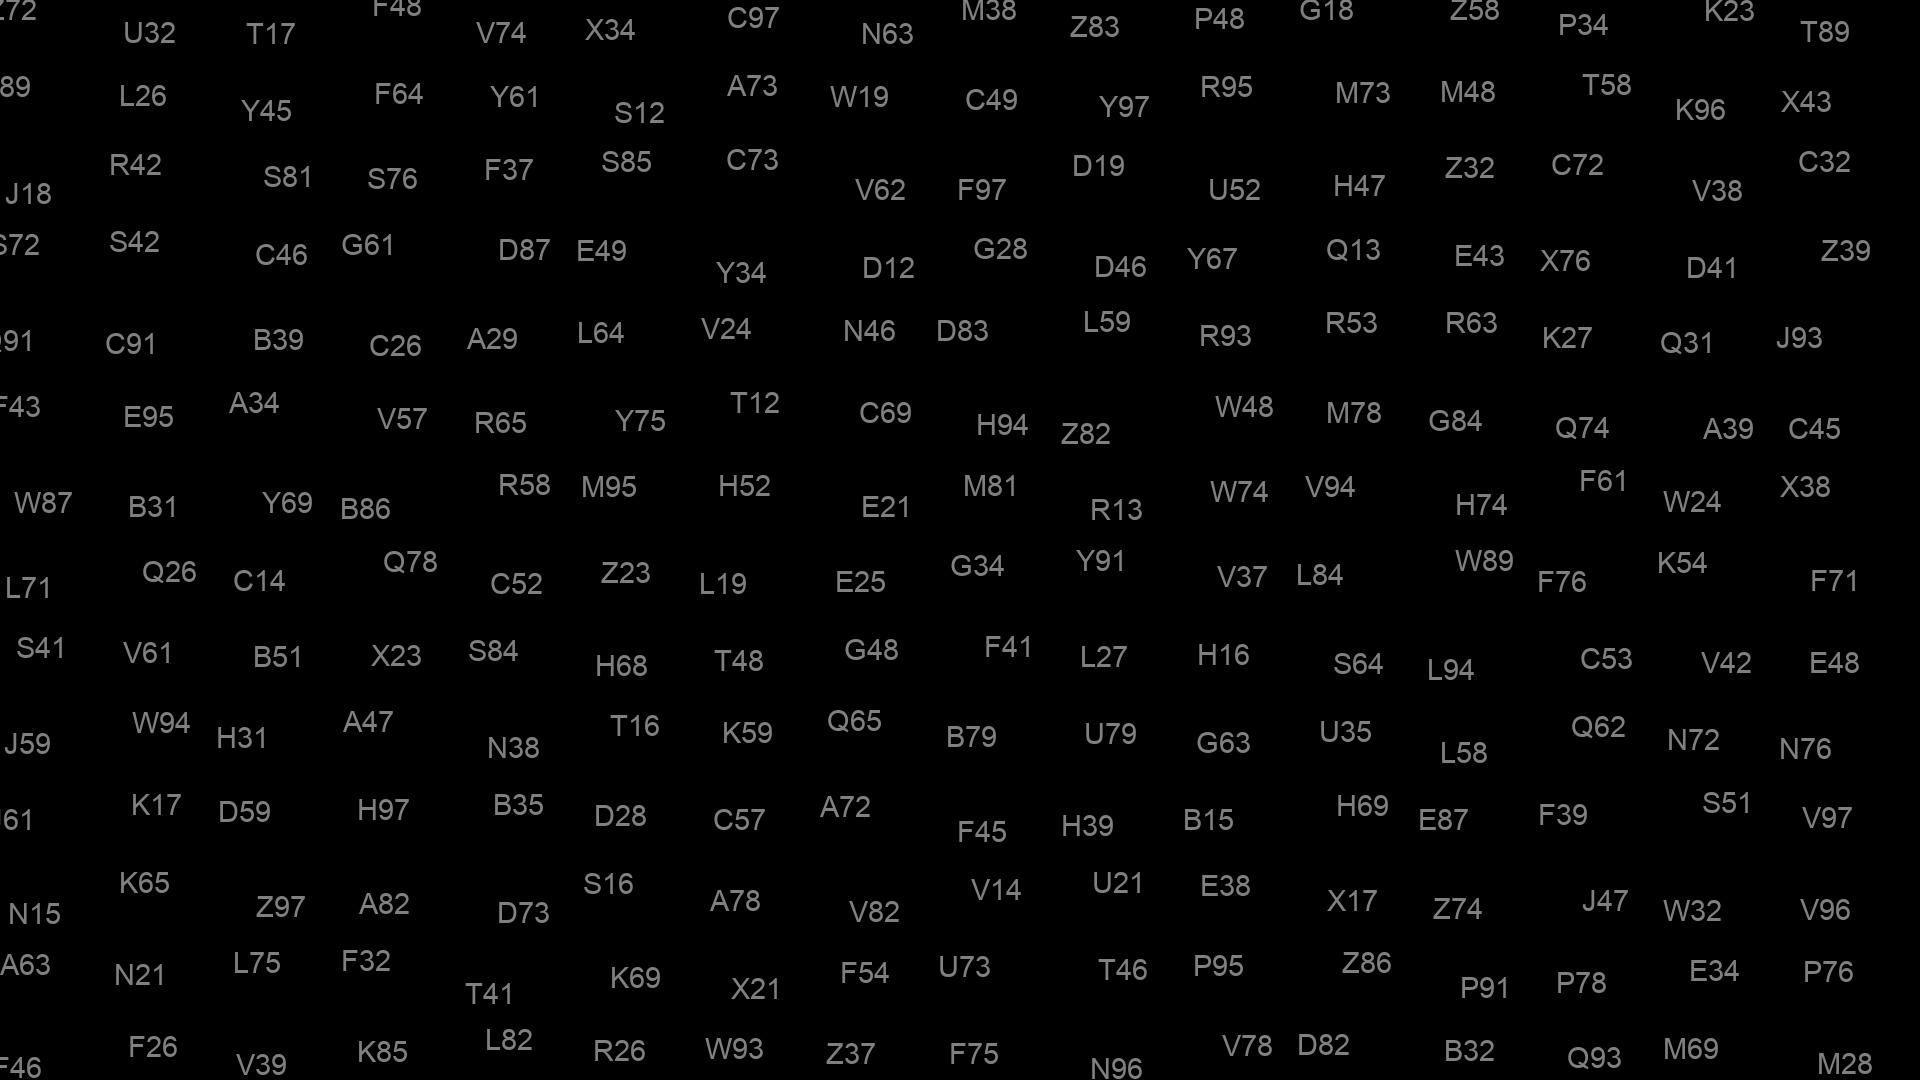 U32 T17 F48 V74 X34 C97 N63 M38 Z83 P48 G18 Z58 P34 K23 T89
L26 Y45 F64 Y61 S12 A73 W19 C49 Y97 R95 M73 M48 T58 K96 X43
J18 R42 S81 S76 F37 S85 C73 V62 F97 D19 U52 H47 Z32 C72 V38 C32
S72 S42 C46 G61 D87 E49 Y34 D12 G28 D46 Y67 Q13 E43 X76 D41 Z39
C91 B39 C26 A29 L64 V24 N46 D83 L59 R93 R53 R63 K27 Q31 J93
E95 A34 V57 R65 Y75 T12 C69 H94 Z82 W48 M78 G84 Q74 A39 C45
W87 B31 Y69 B86 R58 M95 H52 E21 M81 R13 W74 V94 H74 F61 W24 X38
L71 Q26 C14 Q78 C52 Z23 L19 E25 G34 Y91 V37 L84 W89 F76 K54 F71
S41 V61 B51 X23 S84 H68 T48 G48 F41 L27 H16 S64 L94 C53 V42 E48
J59 W94 H31 A47 N38 T16 K59 Q65 B79 U79 G63 U35 L58 Q62 N72 N76
K17 D59 H97 B35 D28 C57 A72 F45 H39 B15 H69 E87 F39 S51 V97
N15 K65 Z97 A82 D73 S16 A78 V82 V14 U21 E38 X17 Z74 J47 W32 V96
A63 N21 L75 F32 T41 K69 X21 F54 U73 T46 P95 Z86 P91 P78 E34 P76
F46 F26 V39 K85 L82 R26 W93 Z37 F75 N96 V78 D82 B32 Q93 M69 M28